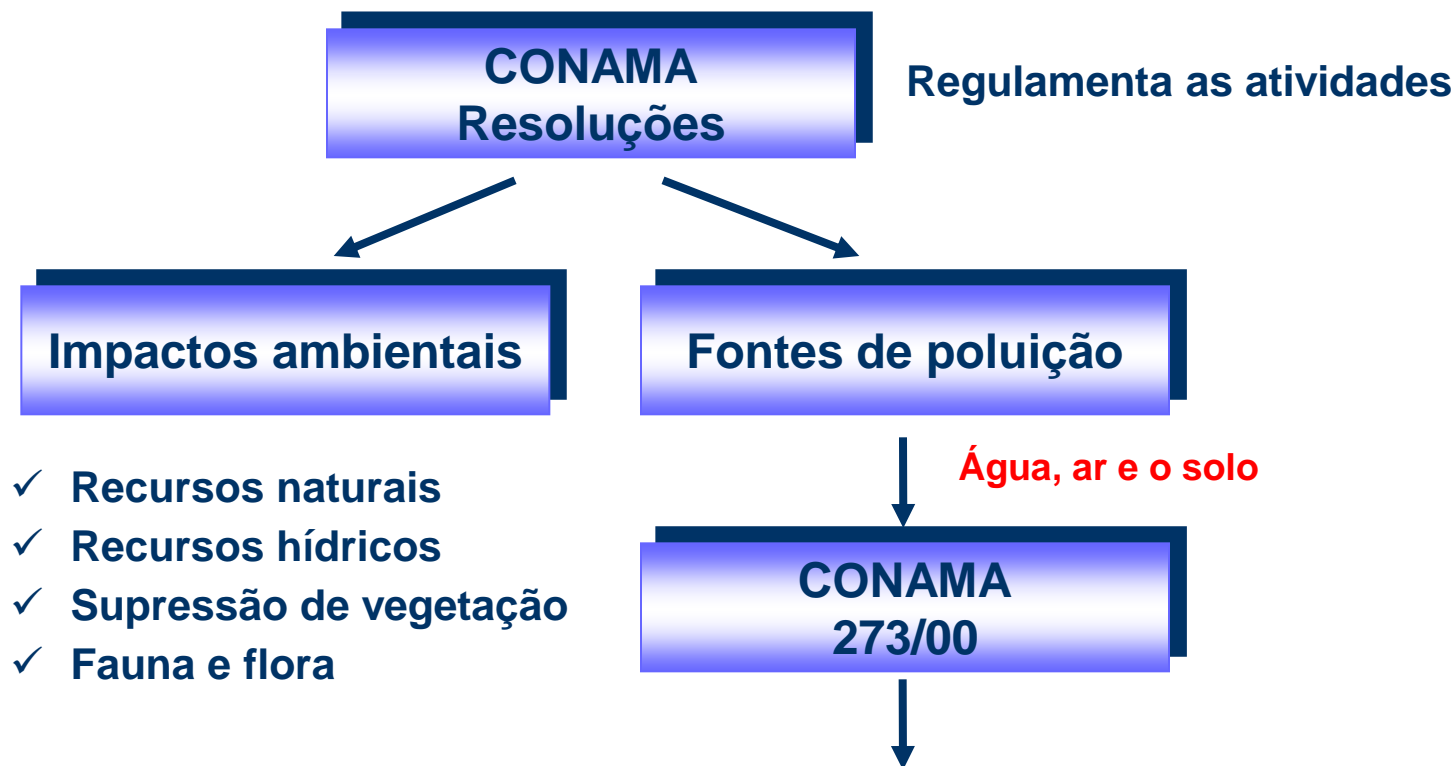 CONAMA
Resoluções
Regulamenta as atividades
Impactos ambientais
Fontes de poluição
Água, ar e o solo
✓ Recursos naturais
✓ Recursos hídricos
✓ Supressão de vegetação
✓ Fauna e flora
CONAMA
273/00